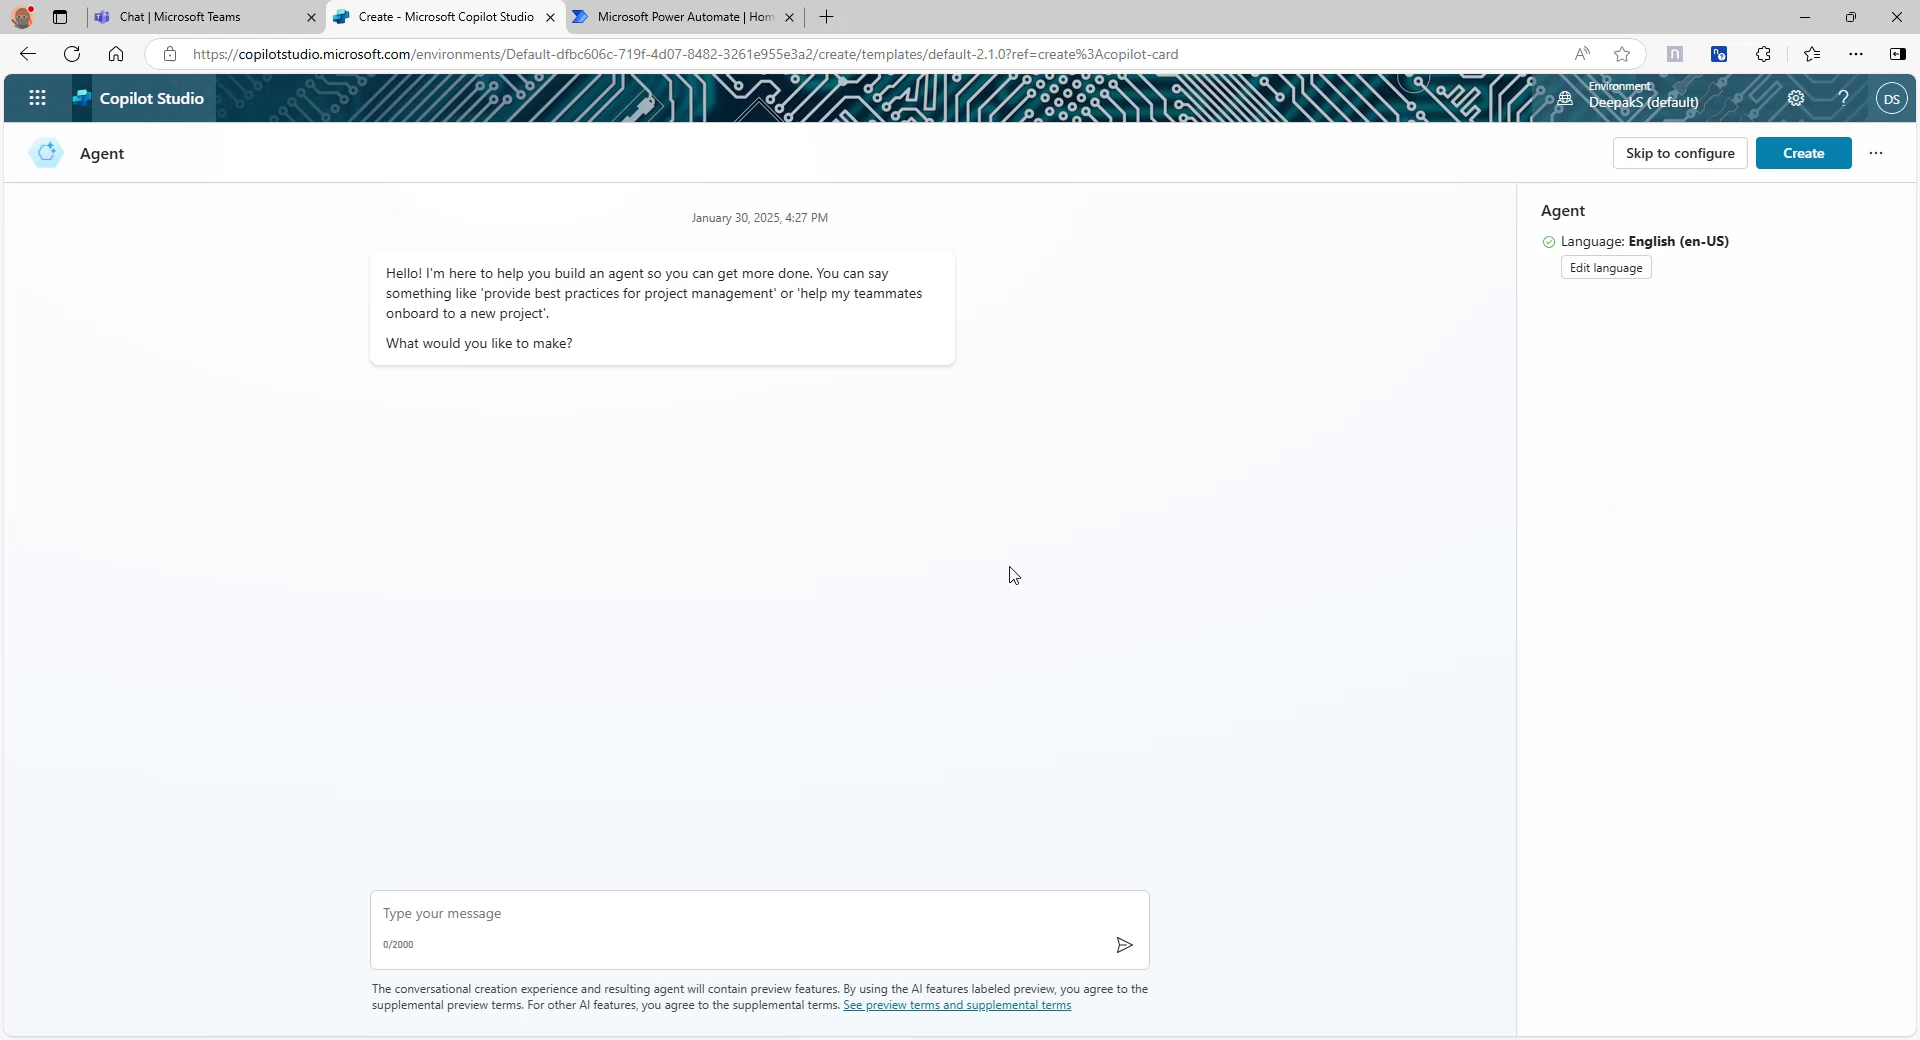 Chat | Microsoft Teams
Create - Microsoft Copilot Studio
Microsoft Power Automate | Hom
https://copilotstudio.microsoft.com/environments/Default-dfbc606c-719f-4d07-8482-3261e955e3a2/create/templates/default-2.1.0?ref=create%3Acopilot-card
Copilot Studio
Environment
DeepakS (default)
DS
Agent
Skip to configure
Create
January 30, 2025, 4:27 PM
Hello! I'm here to help you build an agent so you can get more done. You can say
something like 'provide best practices for project management' or 'help my teammates
onboard to a new project'.
What would you like to make?
Agent
Language: English (en-US)
Edit language
Type your message
0/2000
The conversational creation experience and resulting agent will contain preview features. By using the AI features labeled preview, you agree to the
supplemental preview terms. For other AI features, you agree to the supplemental terms. See preview terms and supplemental terms